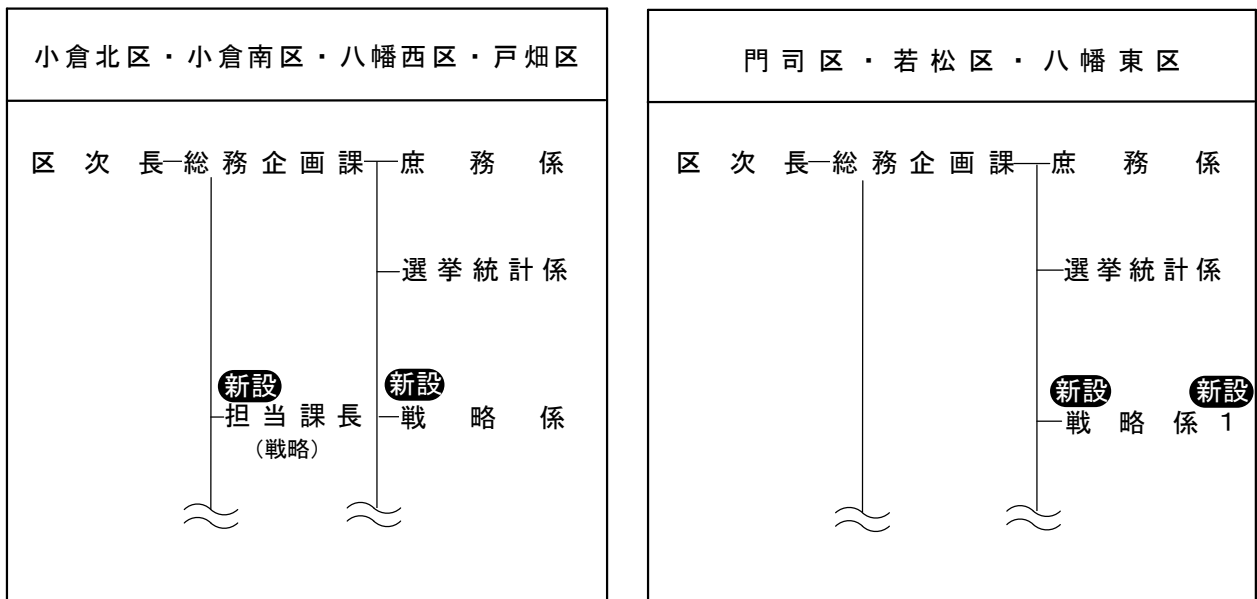 小倉北区・小倉南区・八幡西区・戸畑区
区次長 総務企画課 庶務係
選挙統計係
新設 新設
担当課長 戦略係
(戦略)
門司区・若松区・八幡東区
区次長 総務企画課 庶務係
選挙統計係
新設 新設
戦略係 1